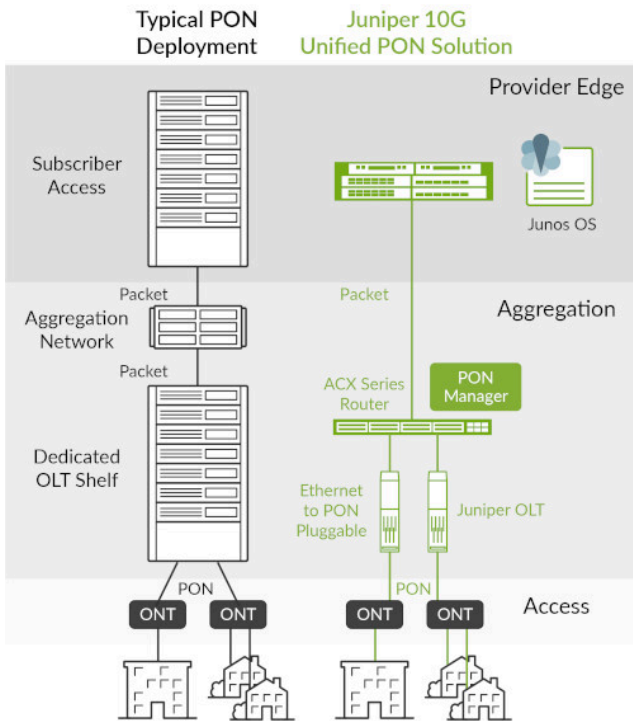 Typical PON
Deployment
Juniper 10G
Unified PON Solution
Provider Edge
Subscriber
Access
Junos OS
Packet
Packet
Aggregation
Aggregation
Network
Packet
ACX Series
Router
PON
Manager
Dedicated
OLT Shelf
Ethernet
to PON
Pluggable
Juniper OLT
PON
PON
ONT
ONT
ONT
ONT
Access